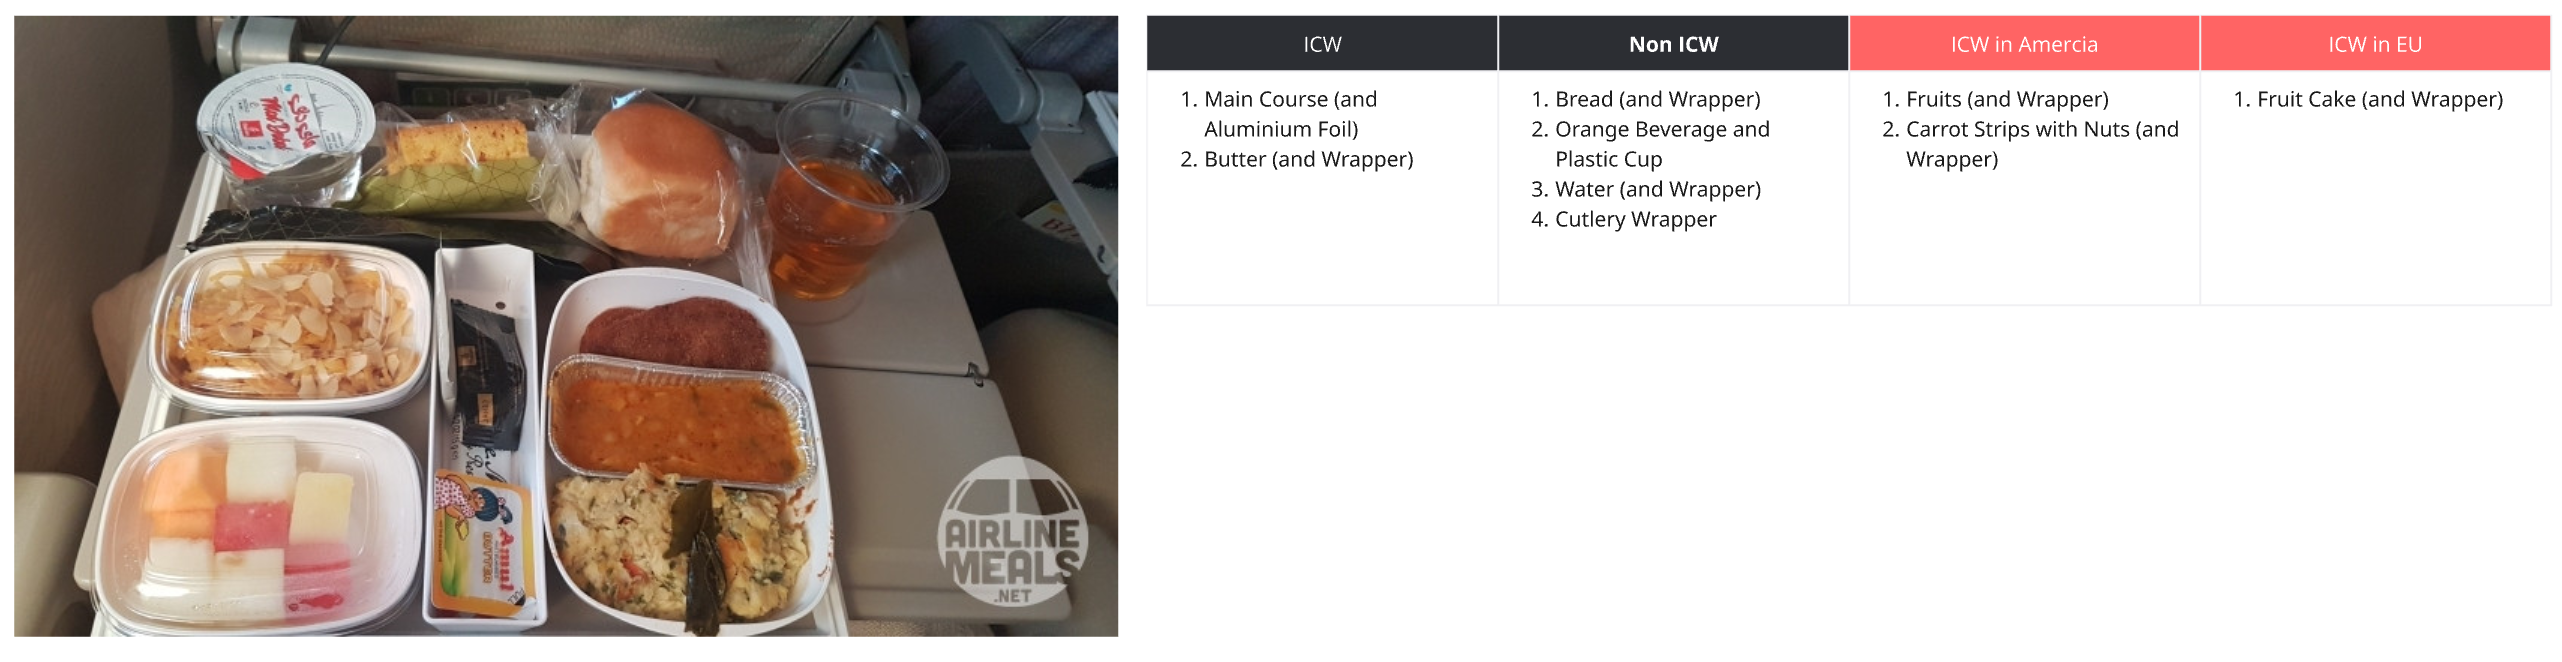 ICW
Non ICW
ICW in Amercia
ICW in EU
1. Main Course (and
Aluminium Foil)
2. Butter (and Wrapper)
1. Bread (and Wrapper)
2. Orange Beverage and
Plastic Cup
3. Water (and Wrapper)
4. Cutlery Wrapper
1. Fruits (and Wrapper)
2. Carrot Strips with Nuts (and
Wrapper)
1. Fruit Cake (and Wrapper)
Amul
BUTTER
AIRLINE
MEALS
.NET